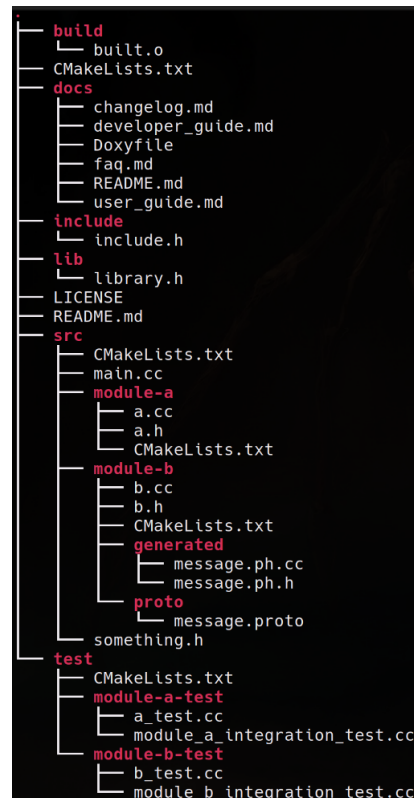 .
build
built.o
CMakeLists.txt
docs
changelog.md
developer_guide.md
Doxyfile
faq.md
README.md
user_guide.md
include
include.h
lib
library.h
LICENSE
README.md
src
CMakeLists.txt
main.cc
module-a
a.cc
a.h
CMakeLists.txt
module-b
b.cc
b.h
CMakeLists.txt
generated
message.ph.cc
message.ph.h
proto
message.proto
something.h
test
CMakeLists.txt
module-a-test
a_test.cc
module_a_integration_test.cc
module-b-test
b_test.cc
module_b_integration_test.cc